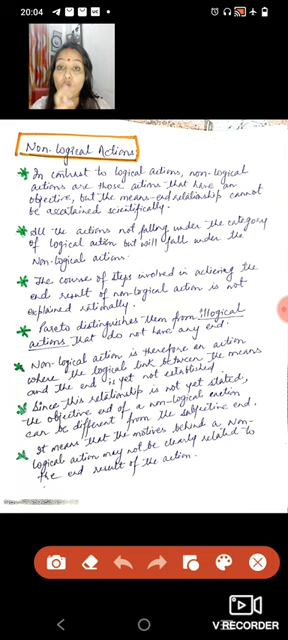 20:04
77
Non-logical Actions
In contrast to logical actions, non-logical
actions are those actions that have an
objective, but the means-end relationship cannot
be ascertained scientifically.
All the actions not falling under the category
of logical action but will fall under the
Non-logical actions.
The course of steps involved in achieving the
end result of non-logical action is not
explained rationally.
Pareto distinguishes them from illogical
actions that do not have any end.
Non-logical action is therefore an action
where the logical link between the means
and the end is yet not established.
Since this relationship is not yet stated,
the objective end of a non-logical action
can be different from the subjective end.
It means that the motives behind a Non-
logical action may not be clearly related to
the end result of the action.
V RECORDER